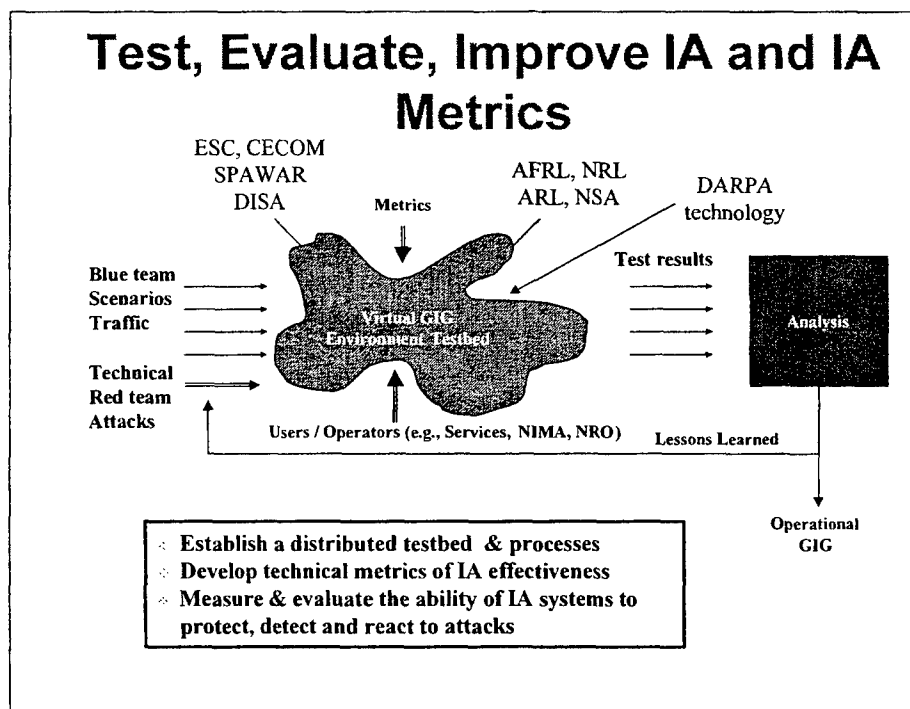 Test, Evaluate, Improve IA and IA
Metrics
ESC, CECOM
SPAWAR
DISA
Metrics
AFRL, NRL
ARL, NSA
DARPA
technology
Blue team
Scenarios
Traffic
Technical
Red team
Attacks
Virtual GIG
Environment Testbed
Test results
Analysis
Users / Operators (e.g., Services, NIMA, NRO)
Lessons Learned
Operational
GIG
Establish a distributed testbed & processes
Develop technical metrics of IA effectiveness
Measure & evaluate the ability of IA systems to
protect, detect and react to attacks